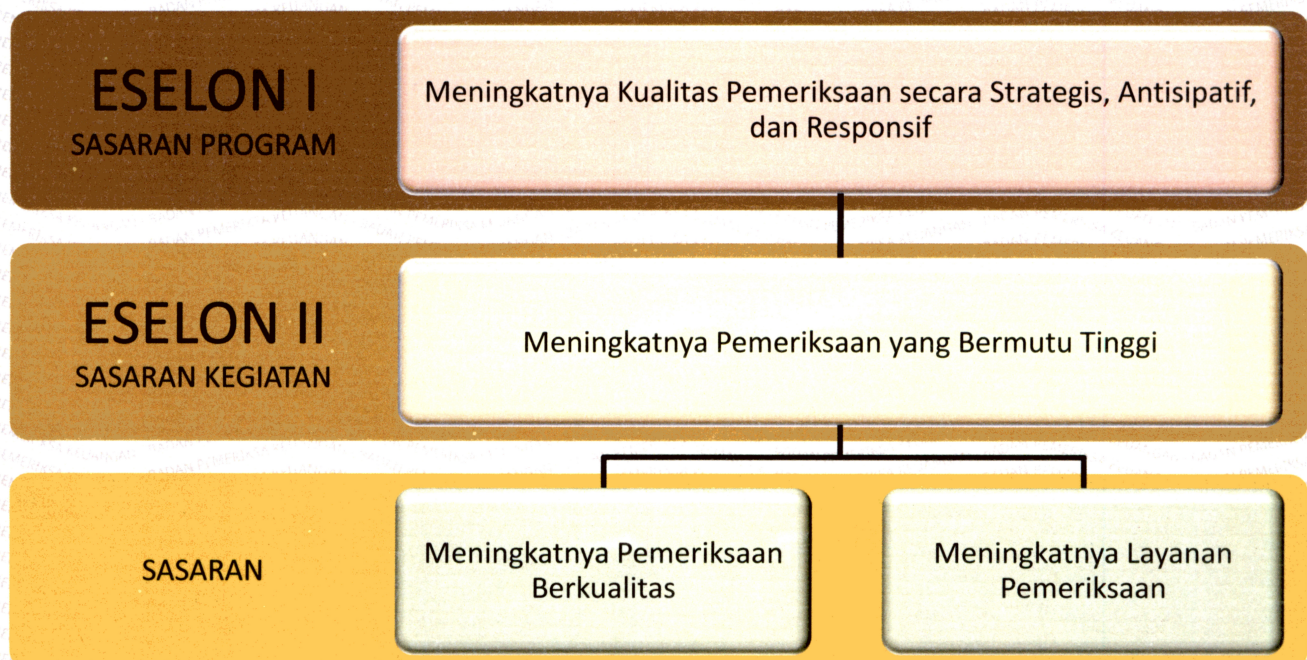 ESELON I
SASARAN PROGRAM
Meningkatnya Kualitas Pemeriksaan secara Strategis, Antisipatif,
dan Responsif
ESELON II
SASARAN KEGIATAN
Meningkatnya Pemeriksaan yang Bermutu Tinggi
SASARAN
Meningkatnya Pemeriksaan
Berkualitas
Meningkatnya Layanan
Pemeriksaan